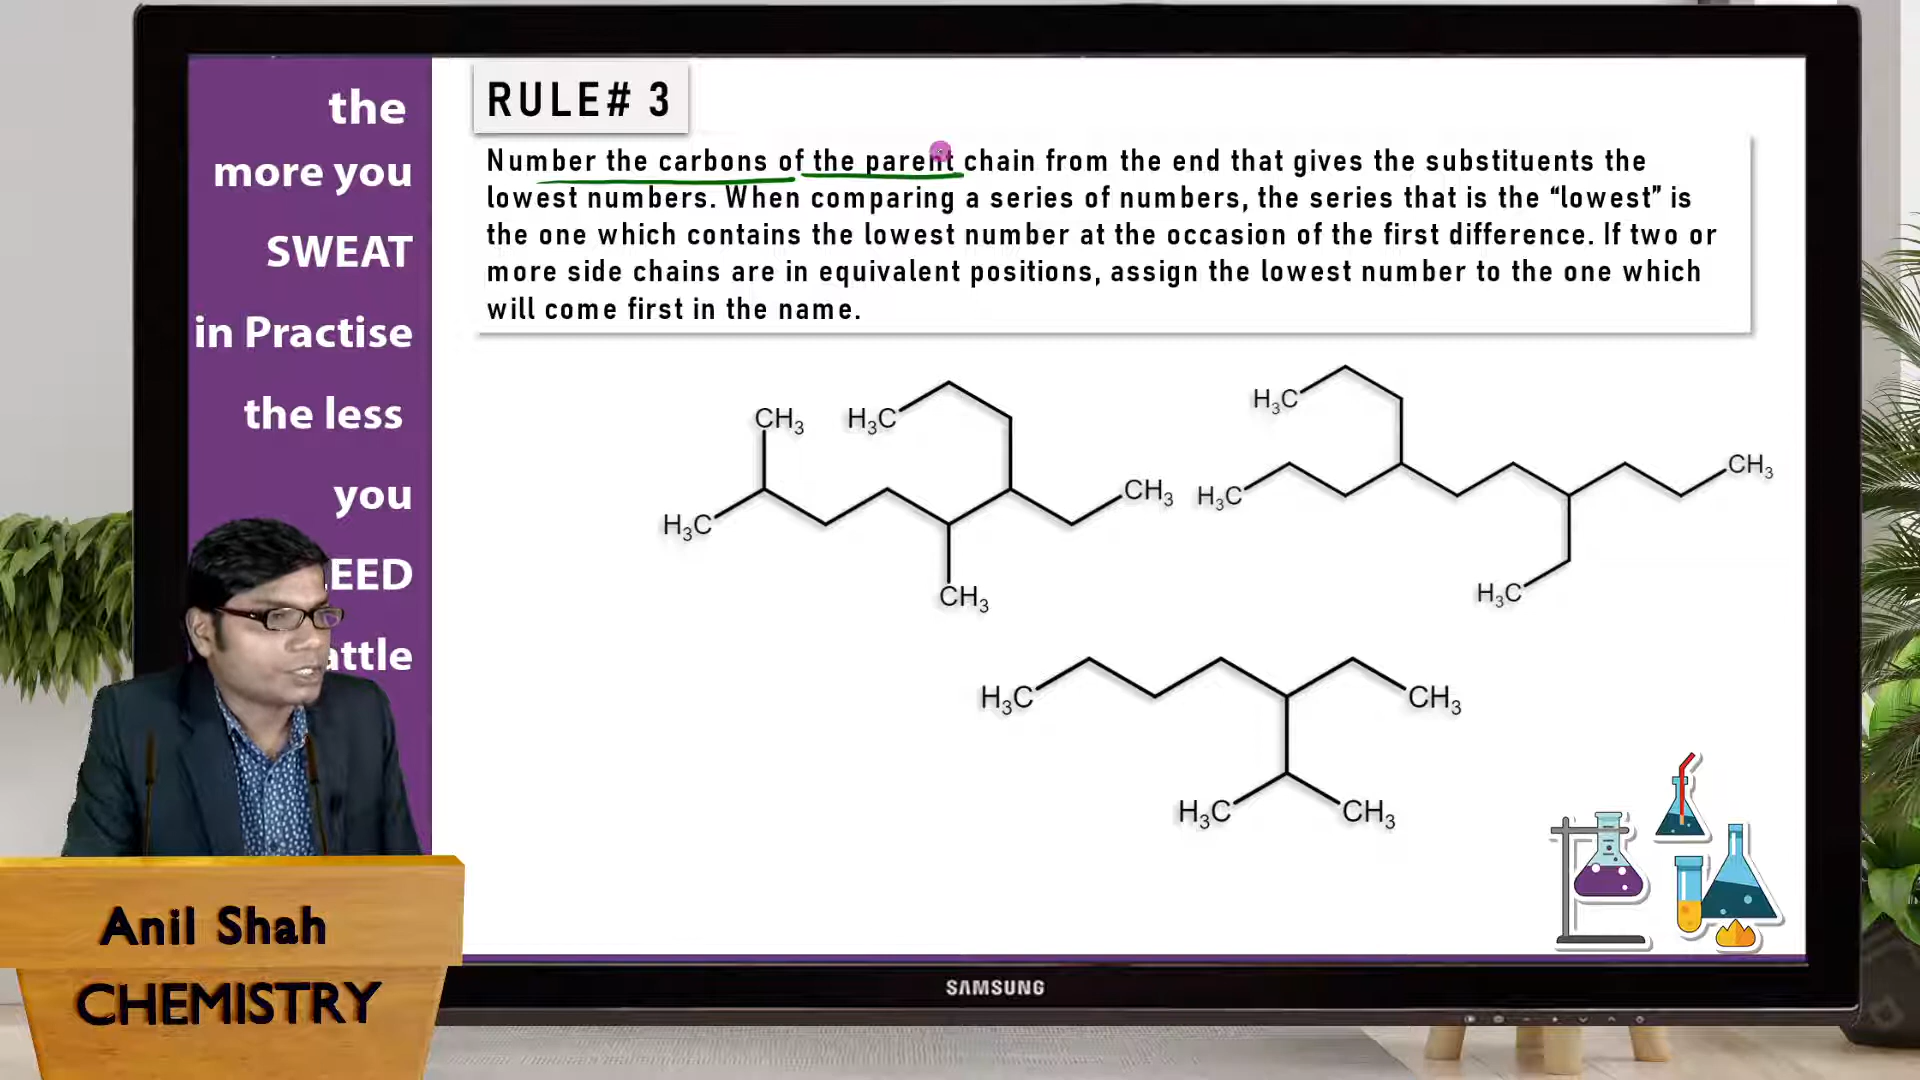 the
more you
SWEAT
in Practise
the less
you
EED
attle
RULE# 3
Number the carbons of the parent chain from the end that gives the substituents the
lowest numbers. When comparing a series of numbers, the series that is the “lowest” is
the one which contains the lowest number at the occasion of the first difference. If two or
more side chains are in equivalent positions, assign the lowest number to the one which
will come first in the name.
CH₃
H₃C
H₃C
CH₃
CH₃
H₃C
H₃C
CH₃
H₃C
H₃C
CH₃
H₃C
CH₃
Anil Shah
CHEMISTRY
SAMSUNG